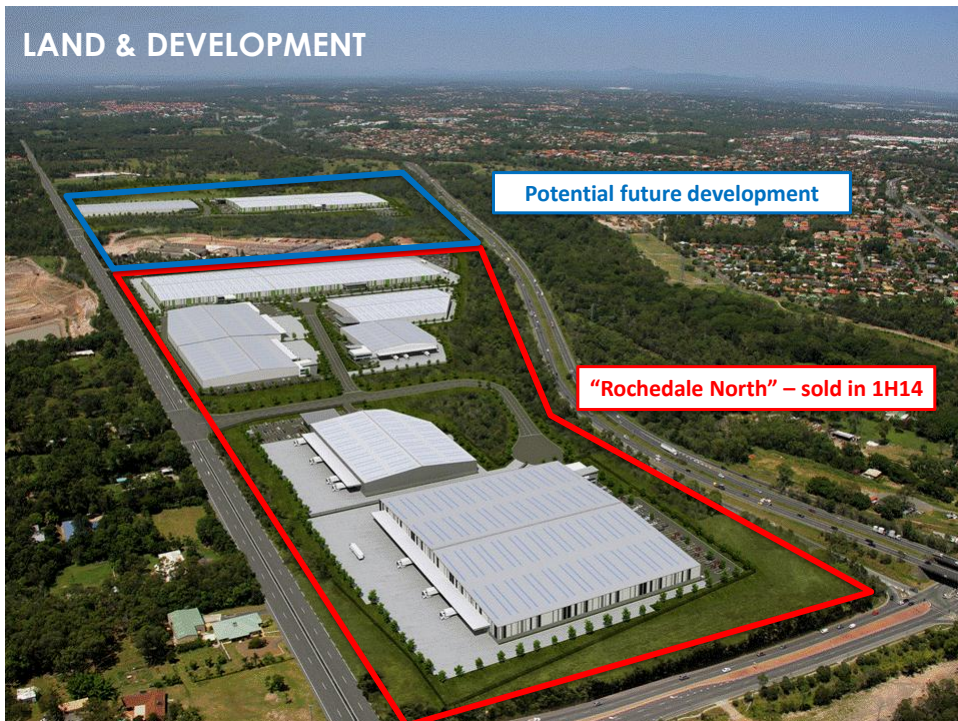 LAND & DEVELOPMENT
Potential future development
“Rochedale North” – sold in 1H14